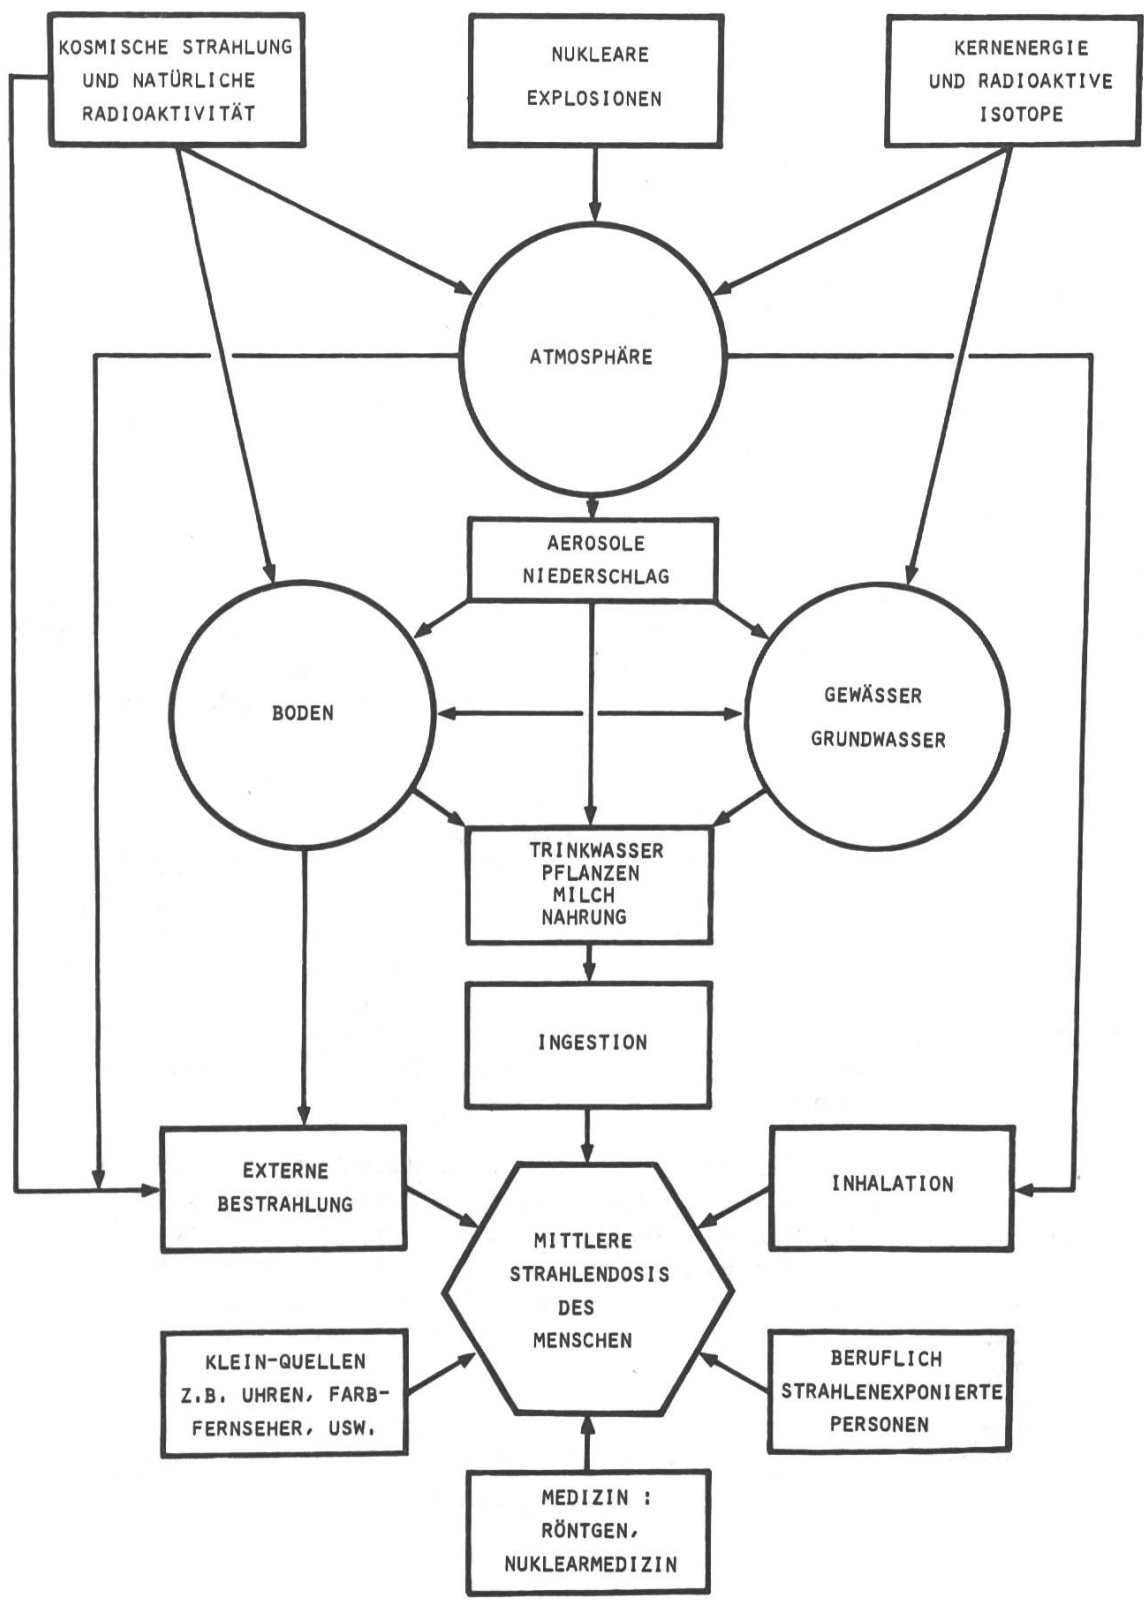 KOSMISCHE STRAHLUNG
UND NATÜRLICHE
RADIOAKTIVITÄT
NUKLEARE
EXPLOSIONEN
KERNENERGIE
UND RADIOAKTIVE
ISOTOPE
ATMOSPHÄRE
AEROSOLE
NIEDERSCHLAG
BODEN
GEWÄSSER
GRUNDWASSER
TRINKWASSER
PFLANZEN
MILCH
NAHRUNG
INGESTION
EXTERNE
BESTRAHLUNG
INHALATION
MITTLERE
STRAHLENDOSIS
DES
MENSCHEN
KLEIN-QUELLEN
Z.B. UHREN, FARB-
FERNSEHER, USW.
BERUFLICH
STRAHLENEXPONIERTE
PERSONEN
MEDIZIN :
RÖNTGEN,
NUKLEARMEDIZIN